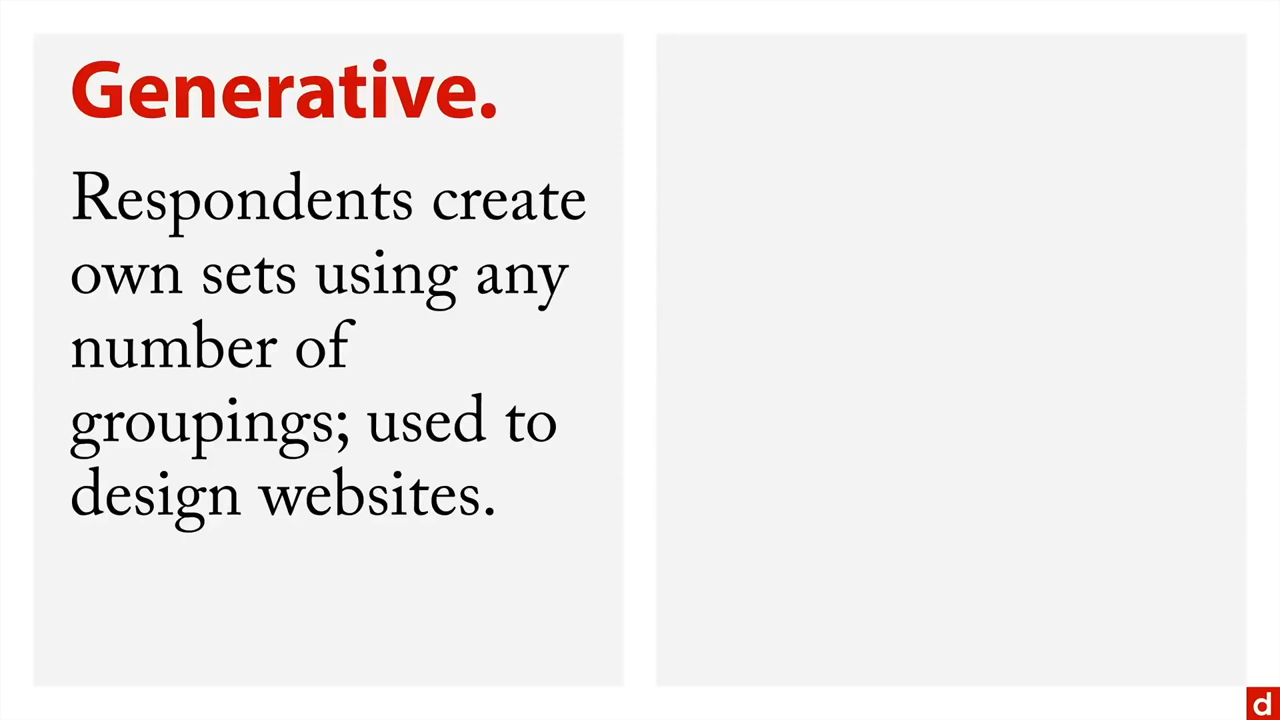 Generative.
Respondents create
own sets using any
number of
groupings; used to
design websites.
d